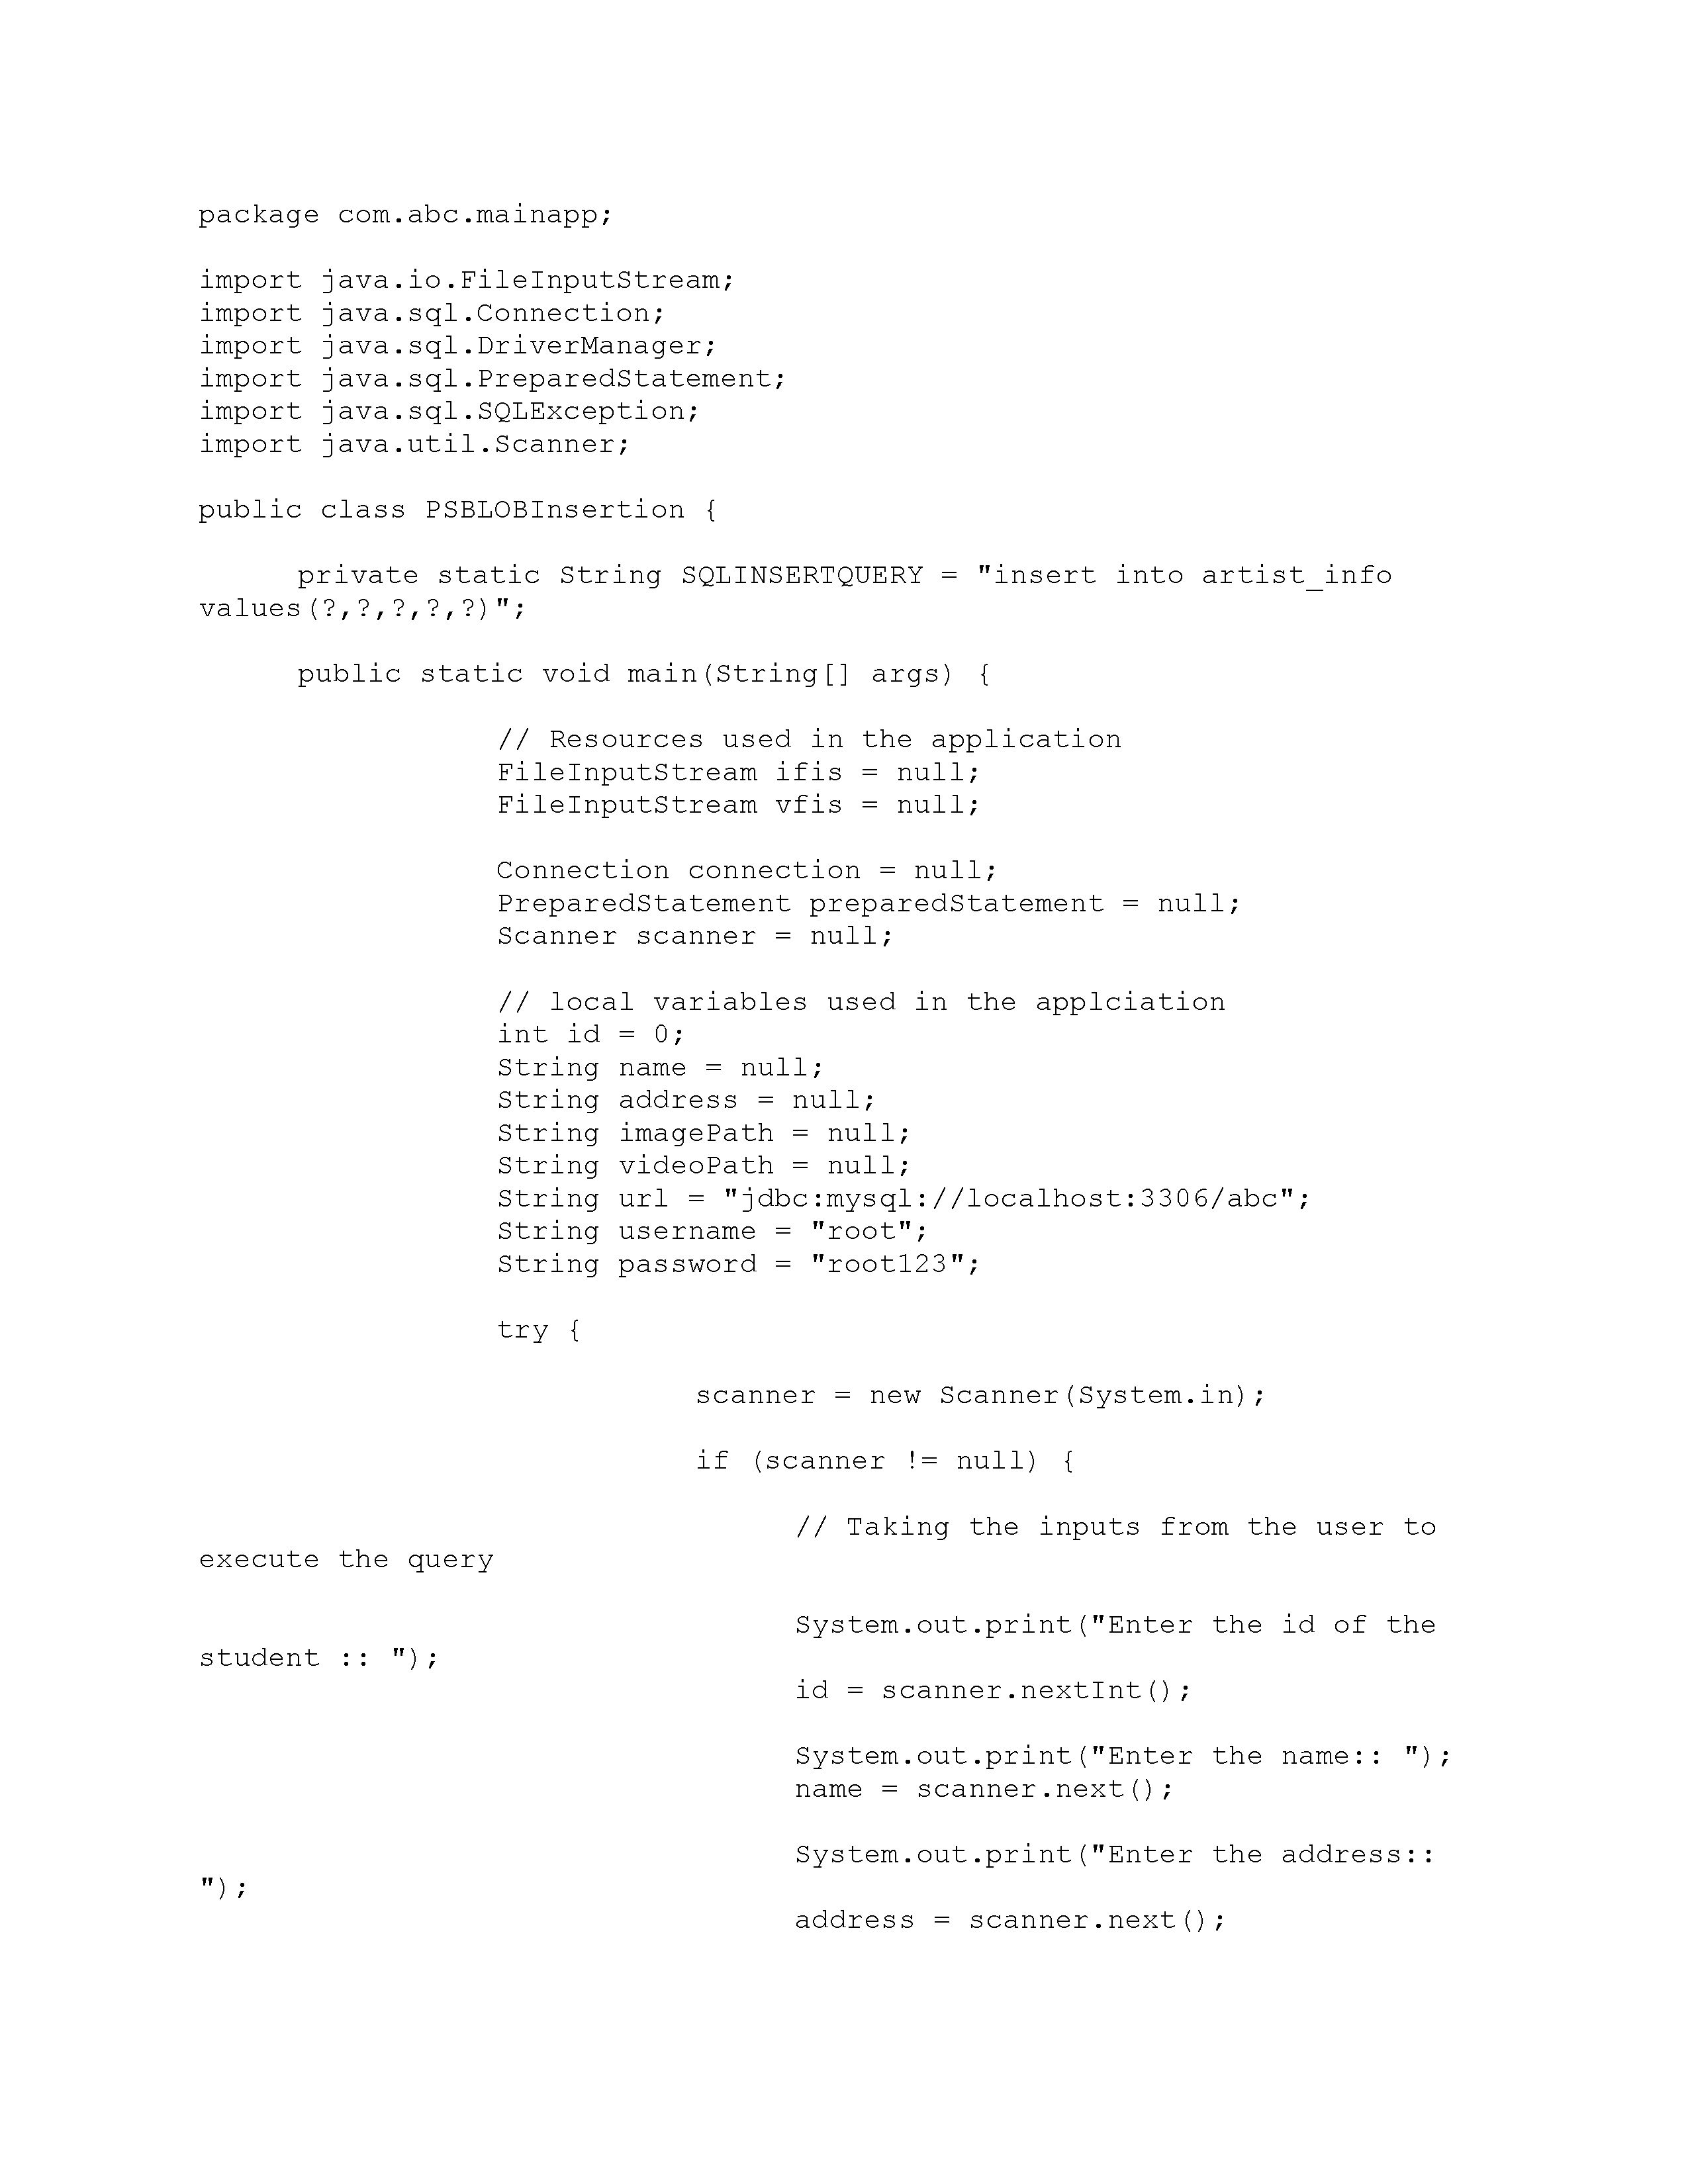 package com.abc.mainapp;
import java.io.FileInputStream;
import java.sql.Connection;
import java.sql.DriverManager;
import java.sql.PreparedStatement;
import java.sql.SQLException;
import java.util.Scanner;
public class PSBLOBInsertion {
private static String SQLINSERTQUERY = "insert into artist_info
values(?,?,?,?,?)";
public static void main(String[] args) {
// Resources used in the application
FileInputStream ifis = null;
FileInputStream vfis = null;
Connection connection = null;
PreparedStatement preparedStatement = null;
Scanner scanner = null;
// local variables used in the applciation
int id = 0;
String name = null;
String address = null;
String imagePath = null;
String videoPath = null;
String url = "jdbc:mysql://localhost:3306/abc";
String username = "root";
String password = "root123";
try {
scanner = new Scanner(System.in);
if (scanner != null) {
// Taking the inputs from the user to
execute the query
System.out.print("Enter the id of the
student :: ");
id = scanner.nextInt();
System.out.print("Enter the name:: ");
name = scanner.next();
System.out.print("Enter the address::
");
address = scanner.next();